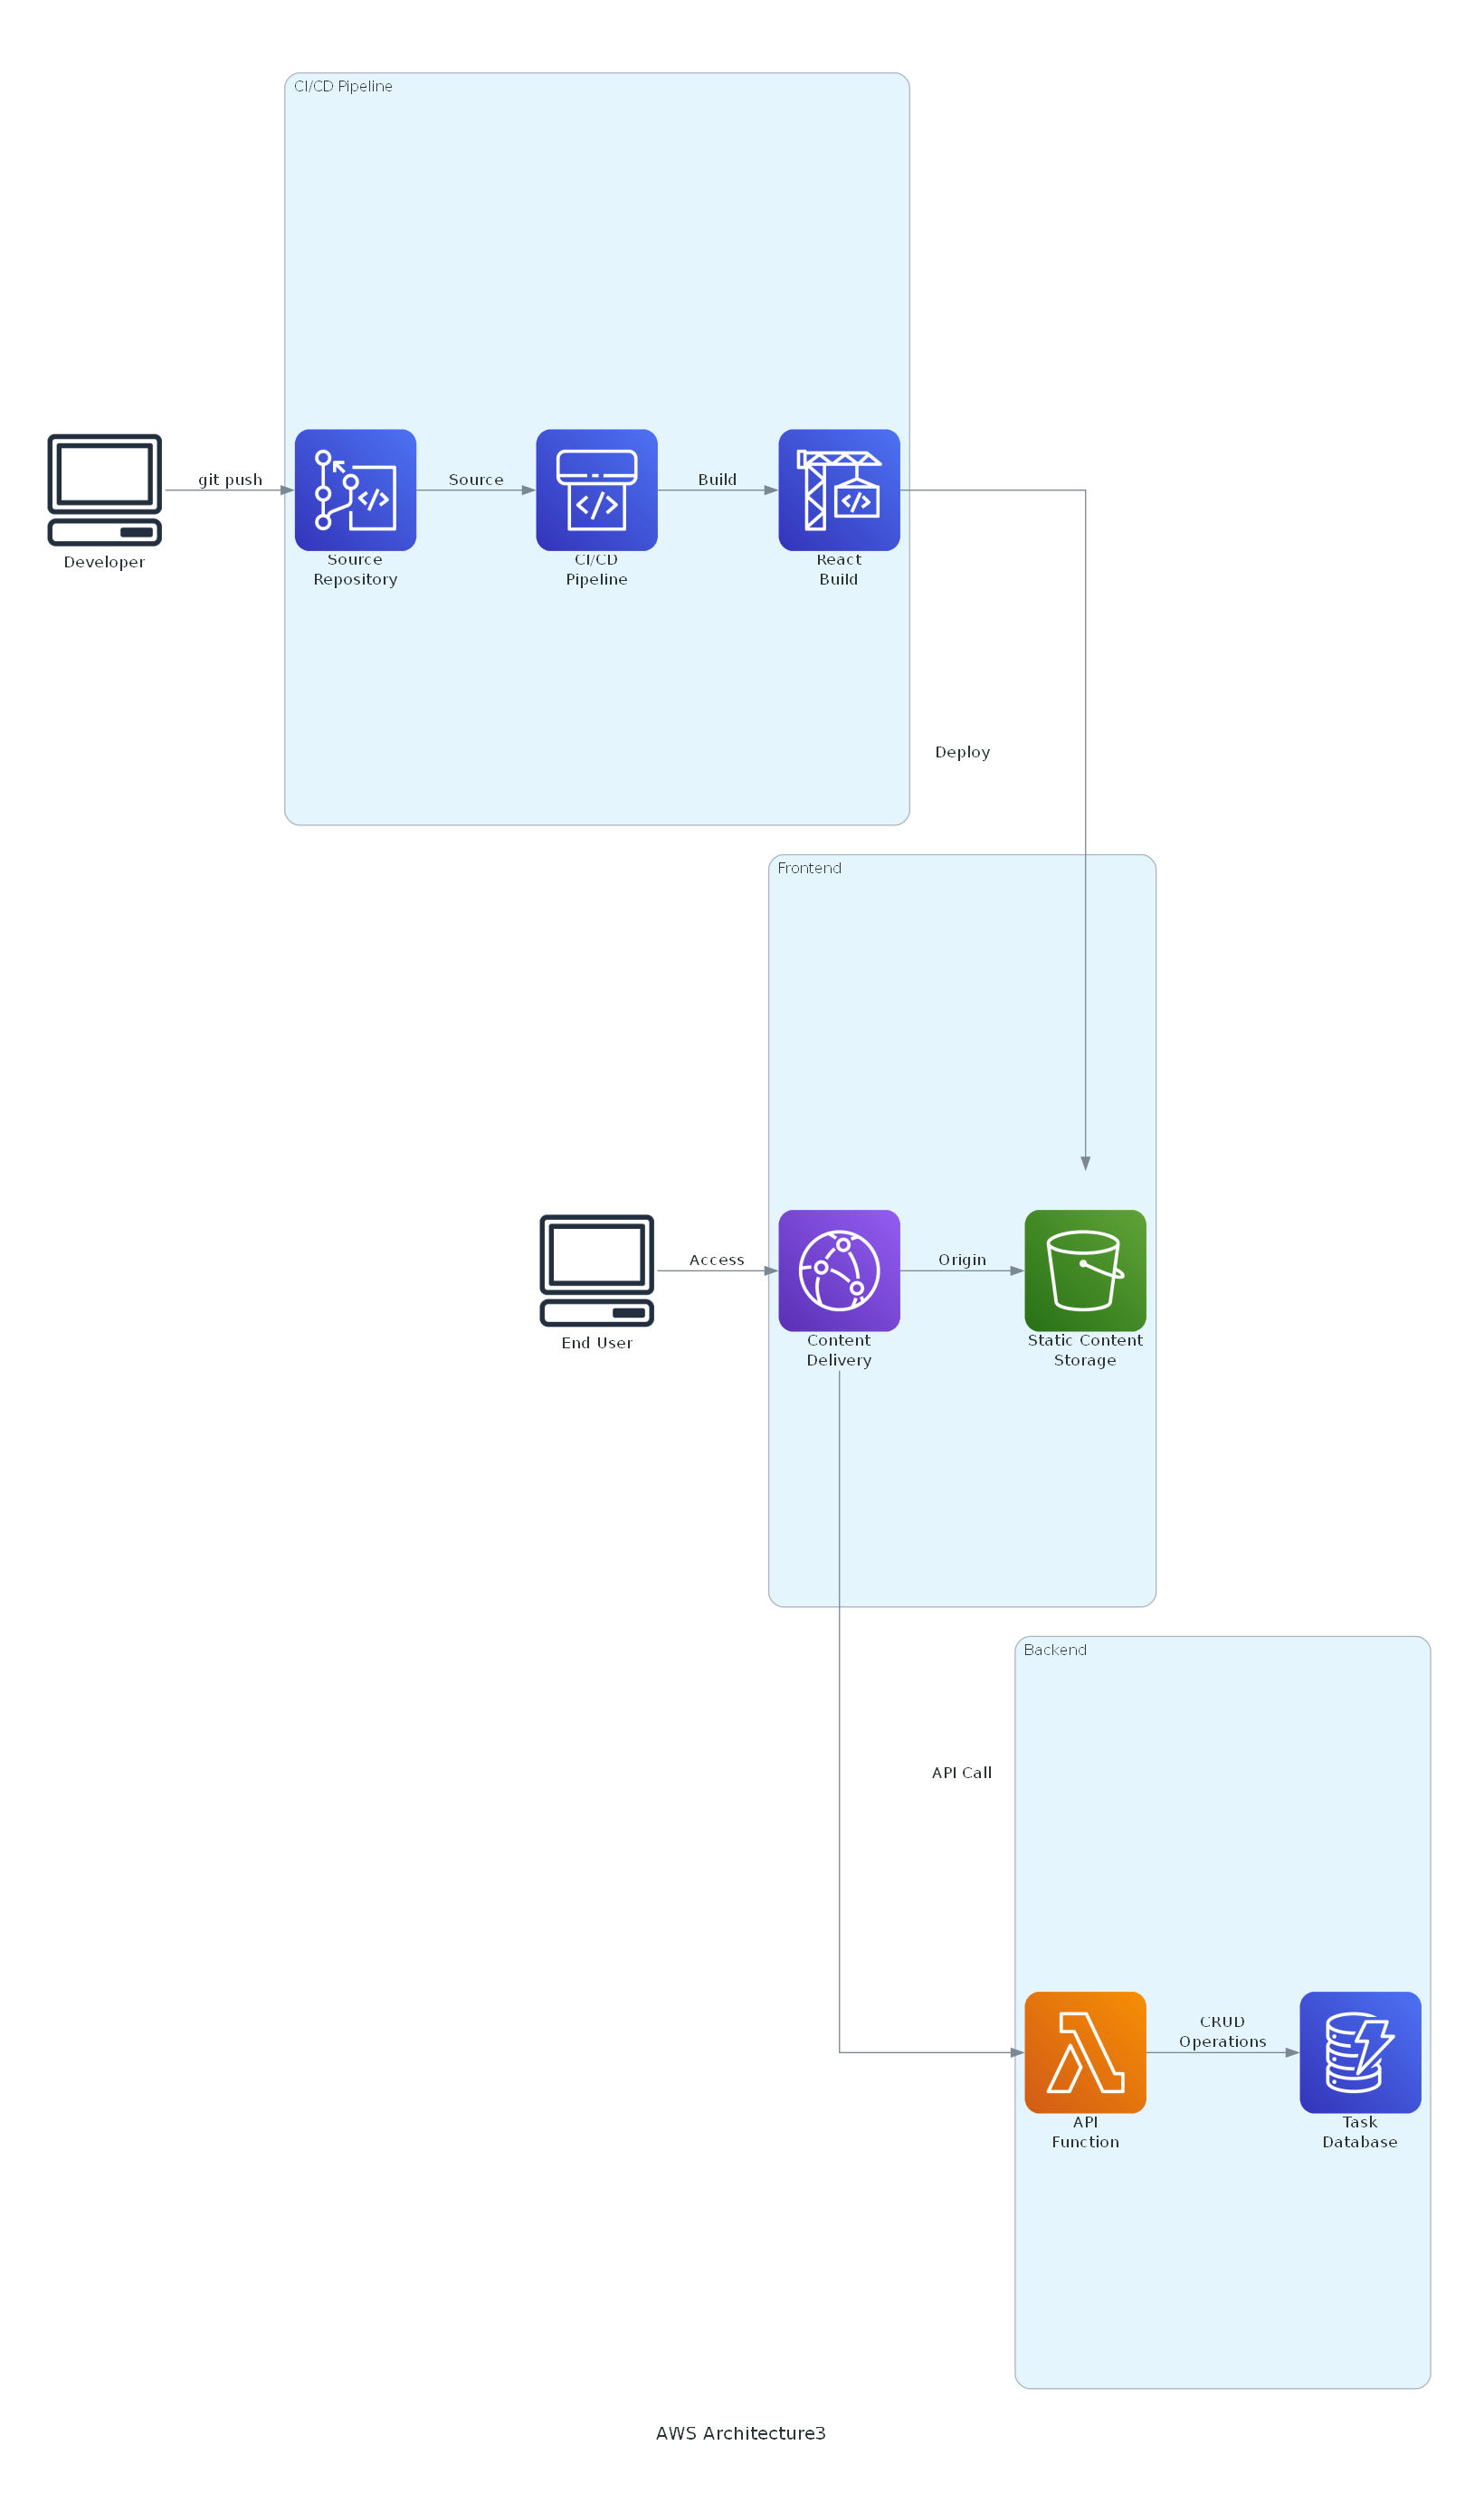 CI/CD Pipeline
git push
Source
Build
Developer
Source
Repository
CI/CD
Pipeline
React
Build
Deploy
Frontend
Access
Origin
End User
Content
Delivery
Static Content
Storage
Backend
API Call
CRUD
Operations
API
Function
Task
Database
AWS Architecture3